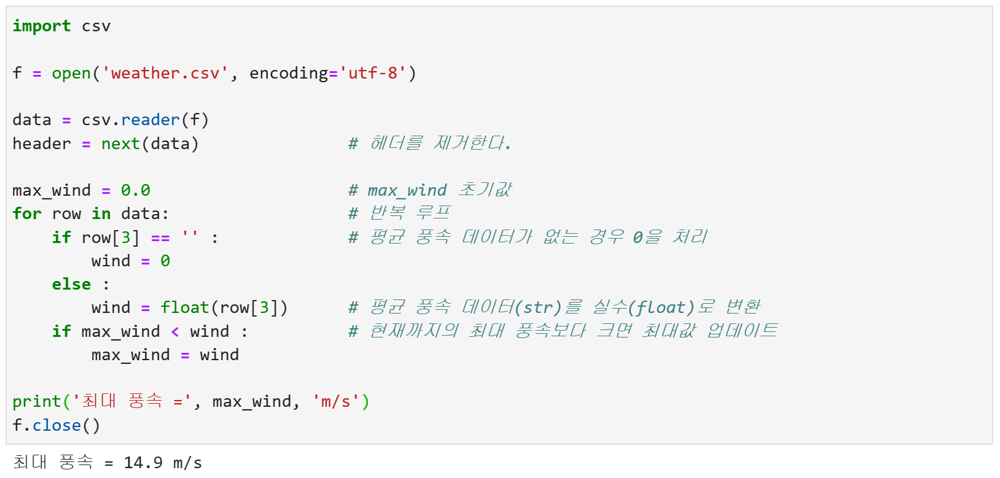 import csv
f = open('weather.csv', encoding='utf-8')
data = csv.reader(f)
header = next(data)               # 헤더를 제거한다.
max_wind = 0.0                    # max_wind 초기값
for row in data:                  # 반복 루프
    if row[3] == '' :             # 평균 풍속 데이터가 없는 경우 0을 처리
        wind = 0
    else :
        wind = float(row[3])      # 평균 풍속 데이터(str)를 실수(float)로 변환
    if max_wind < wind :          # 현재까지의 최대 풍속보다 크면 최대값 업데이트
        max_wind = wind
print('최대 풍속 =', max_wind, 'm/s')
f.close()
최대 풍속 = 14.9 m/s